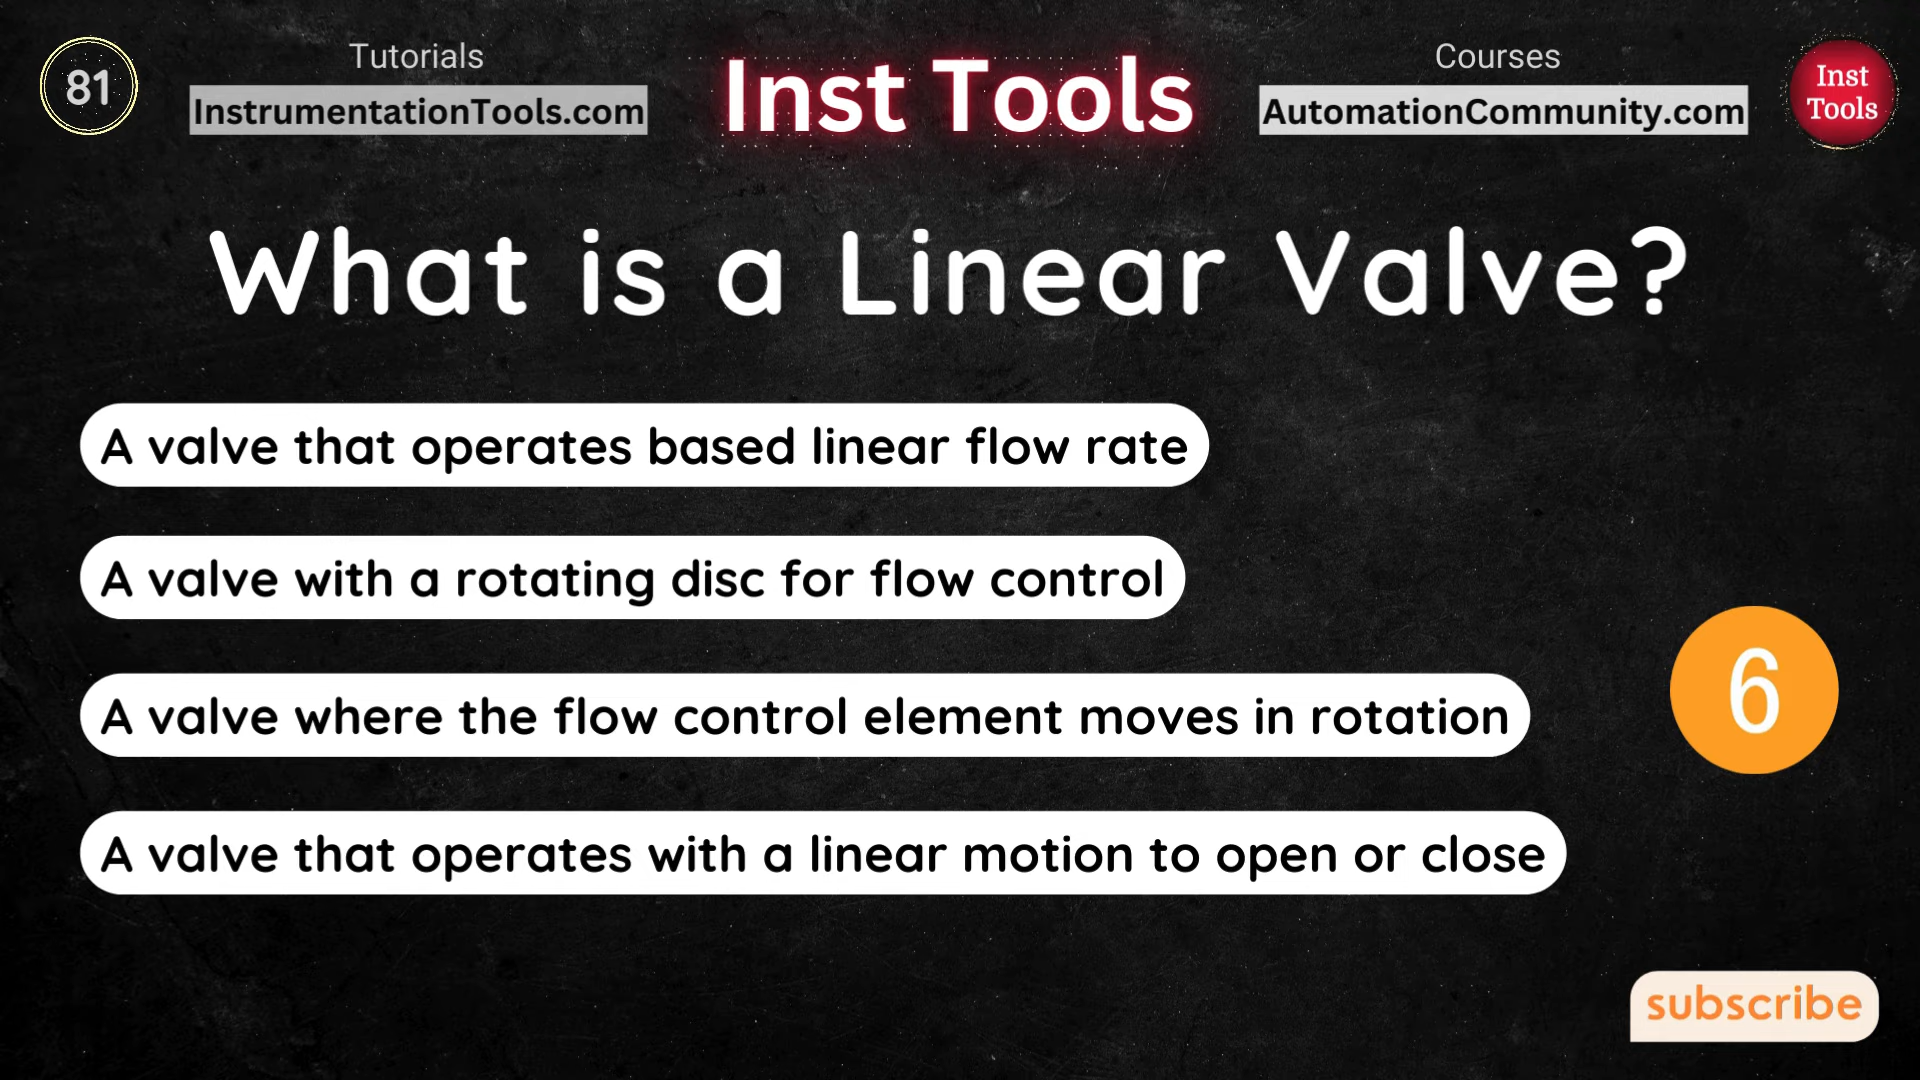 81
Tutorials
InstrumentationTools.com
Inst Tools
Courses
AutomationCommunity.com
Inst
Tools
What is a Linear Valve?
A valve that operates based linear flow rate
A valve with a rotating disc for flow control
A valve where the flow control element moves in rotation
6
A valve that operates with a linear motion to open or close
subscribe